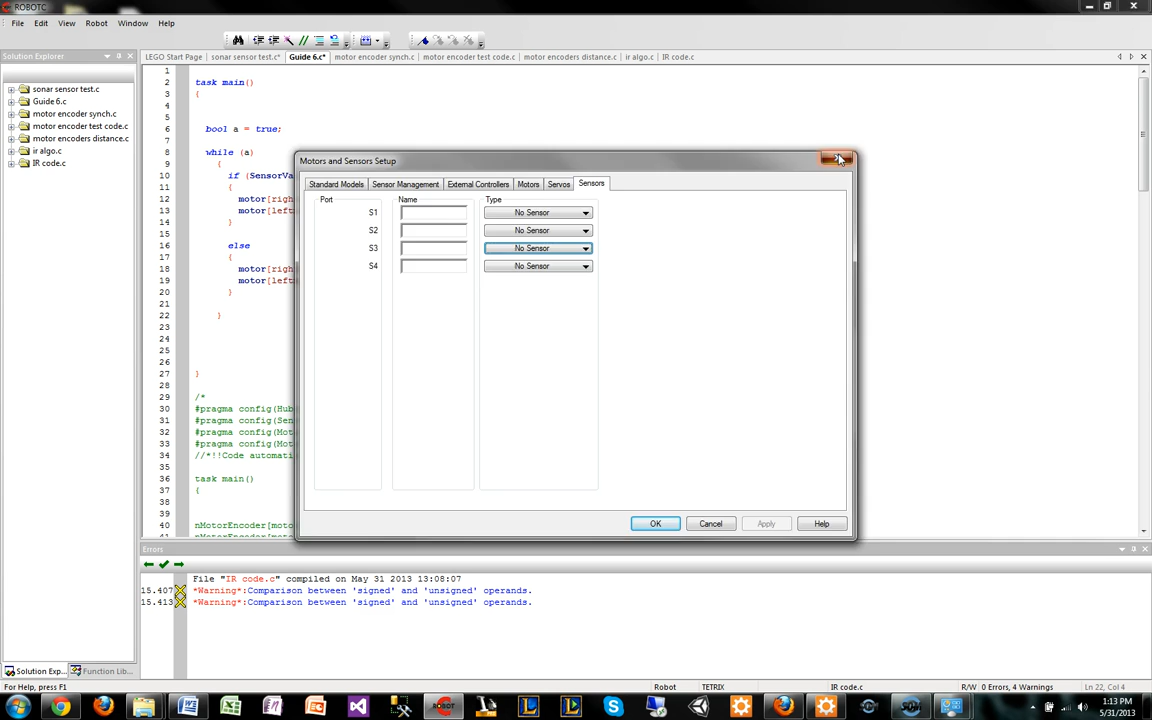 ROBOTC
File Edit View Robot Window Help
Solution Explorer
LEGO Start Page sonar sensor test.c* Guide 6.c* motor encoder synch.c motor encoder test code.c motor encoders distance.c ir algo.c IR code.c
sonar sensor test.c
Guide 6.c
motor encoder synch.c
motor encoder test code.c
motor encoders distance.c
ir algo.c
IR code.c
1
2 task main()
3 {
4
5
6 bool a = true;
7
8 while (a)
9 {
10 if (SensorVa
11 {
12 motor[righ
13 motor[left
14 }
15
16 else
17 {
18 motor[righ
19 motor[left
20 }
21
22 }
23
24
25
26
27 }
28
29 /*
30 #pragma config(Hub
31 #pragma config(Sen
32 #pragma config(Mot
33 #pragma config(Mot
34 //*!!Code automati
35
36 task main()
37 {
38
39
40 nMotorEncoder[moto
41
Motors and Sensors Setup
Standard Models Sensor Management External Controllers Motors Servos Sensors
Port Name Type
S1 No Sensor
S2 No Sensor
S3 No Sensor
S4 No Sensor
OK Cancel Apply Help
Errors
File "IR code.c" compiled on May 31 2013 13:08:07
15.407 *Warning*:Comparison between 'signed' and 'unsigned' operands.
15.413 *Warning*:Comparison between 'signed' and 'unsigned' operands.
Solution Exp... Function Lib...
For Help, press F1 Robot TETRIX IR code.c R/W 0 Errors, 4 Warnings Ln 22, Col 4
1:13 PM
5/31/2013